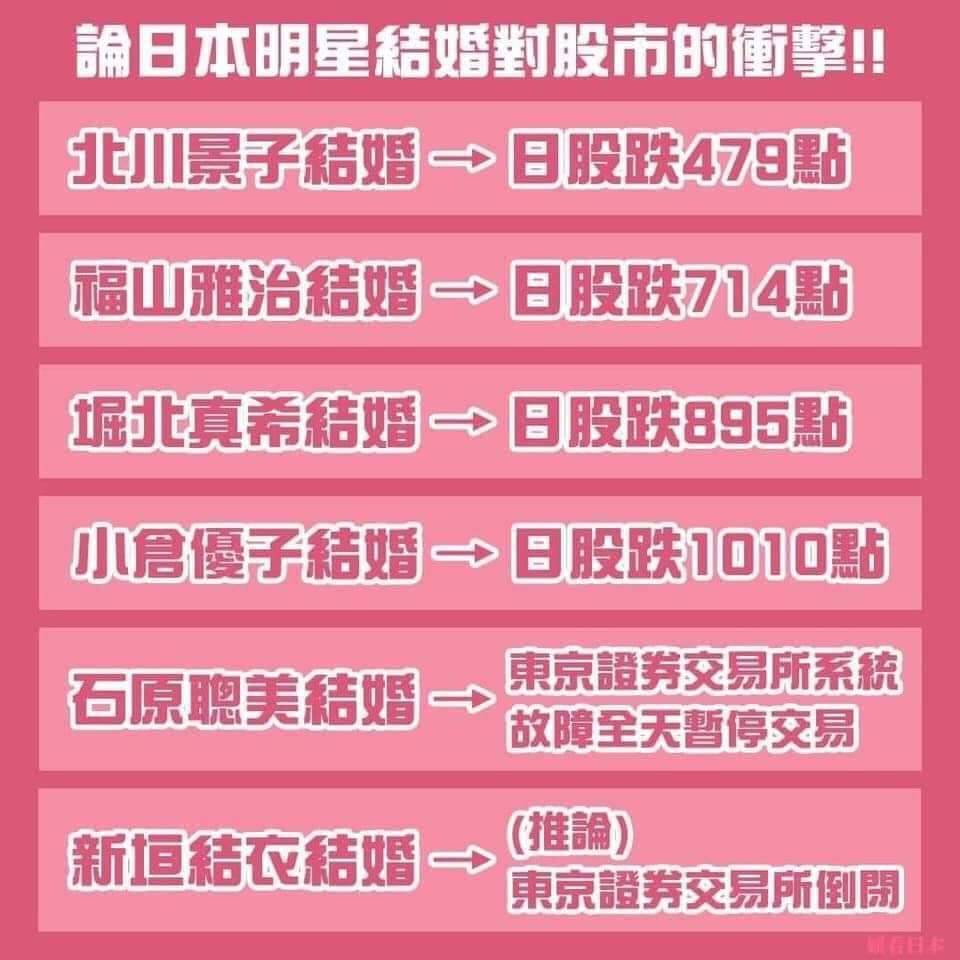 論日本明星結婚對股市的衝擊!!
北川景子結婚→日股跌479點
福山雅治結婚→日股跌714點
堀北真希結婚→日股跌895點
小倉優子結婚→日股跌1010點
石原聰美結婚→東京證券交易所系統
故障全天暫停交易
新垣結衣結婚→(推論)
東京證券交易所倒閉
看日本